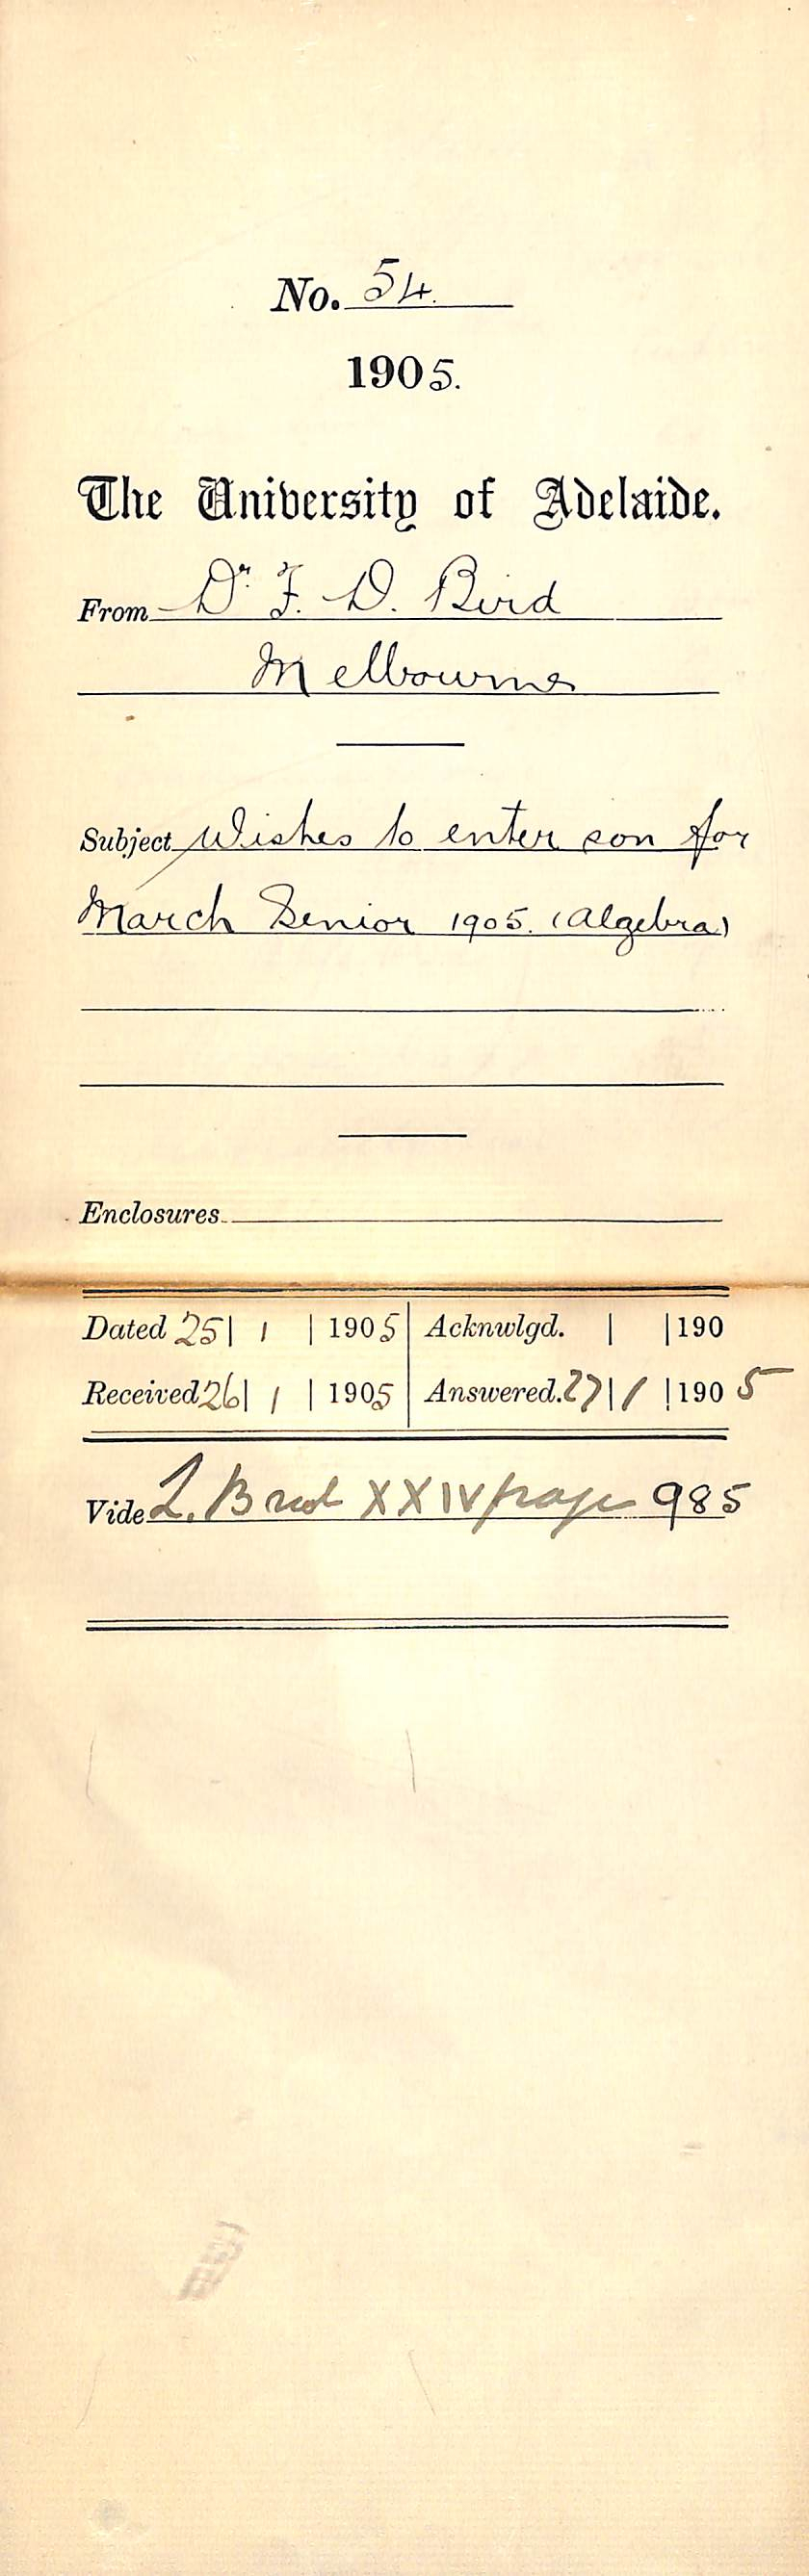 No. 54.
1905.
The University of Adelaide.
From Dr. F. D. Bird
Melbourne
Subject Wishes to enter son for
March Senior 1905. (Algebra)
Enclosures
Dated 25 | 1 | 1905 Acknwlgd. | | 190
Received 26 | 1 | 1905 Answered. 27 | 1 | 1905
Vide L. B XXIV page 985